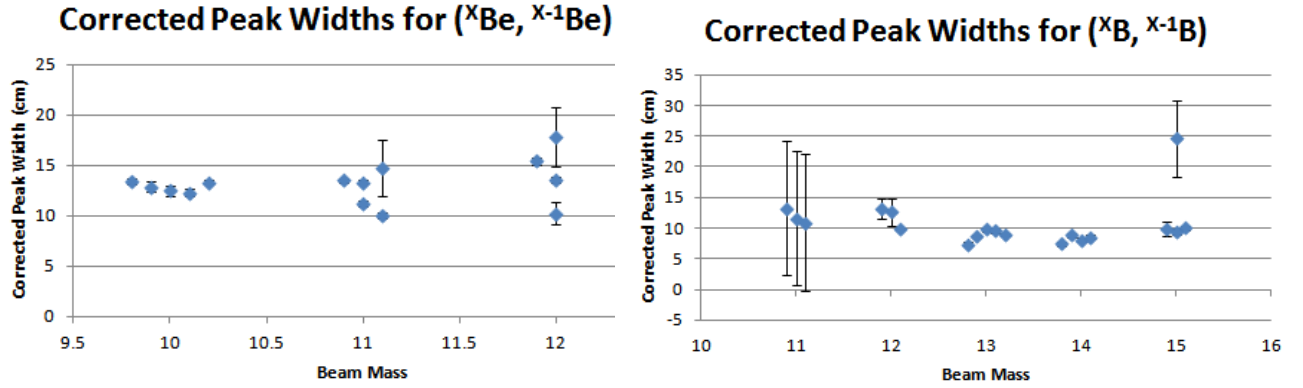 Corrected Peak Widths for (ˣBe, ˣ⁻¹Be)
25
20
15
10
5
0
Corrected Peak Width (cm)
9.5 10 10.5 11 11.5 12
Beam Mass
Corrected Peak Widths for (ˣB, ˣ⁻¹B)
35
30
25
20
15
10
5
0
-5
Corrected Peak Width (cm)
10 11 12 13 14 15 16
Beam Mass